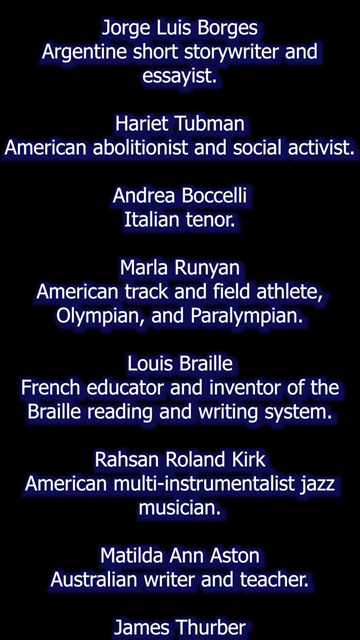 Jorge Luis Borges
Argentine short storywriter and
essayist.
Hariet Tubman
American abolitionist and social activist.
Andrea Boccelli
Italian tenor.
Marla Runyan
American track and field athlete,
Olympian, and Paralympian.
Louis Braille
French educator and inventor of the
Braille reading and writing system.
Rahsan Roland Kirk
American multi-instrumentalist jazz
musician.
Matilda Ann Aston
Australian writer and teacher.
James Thurber